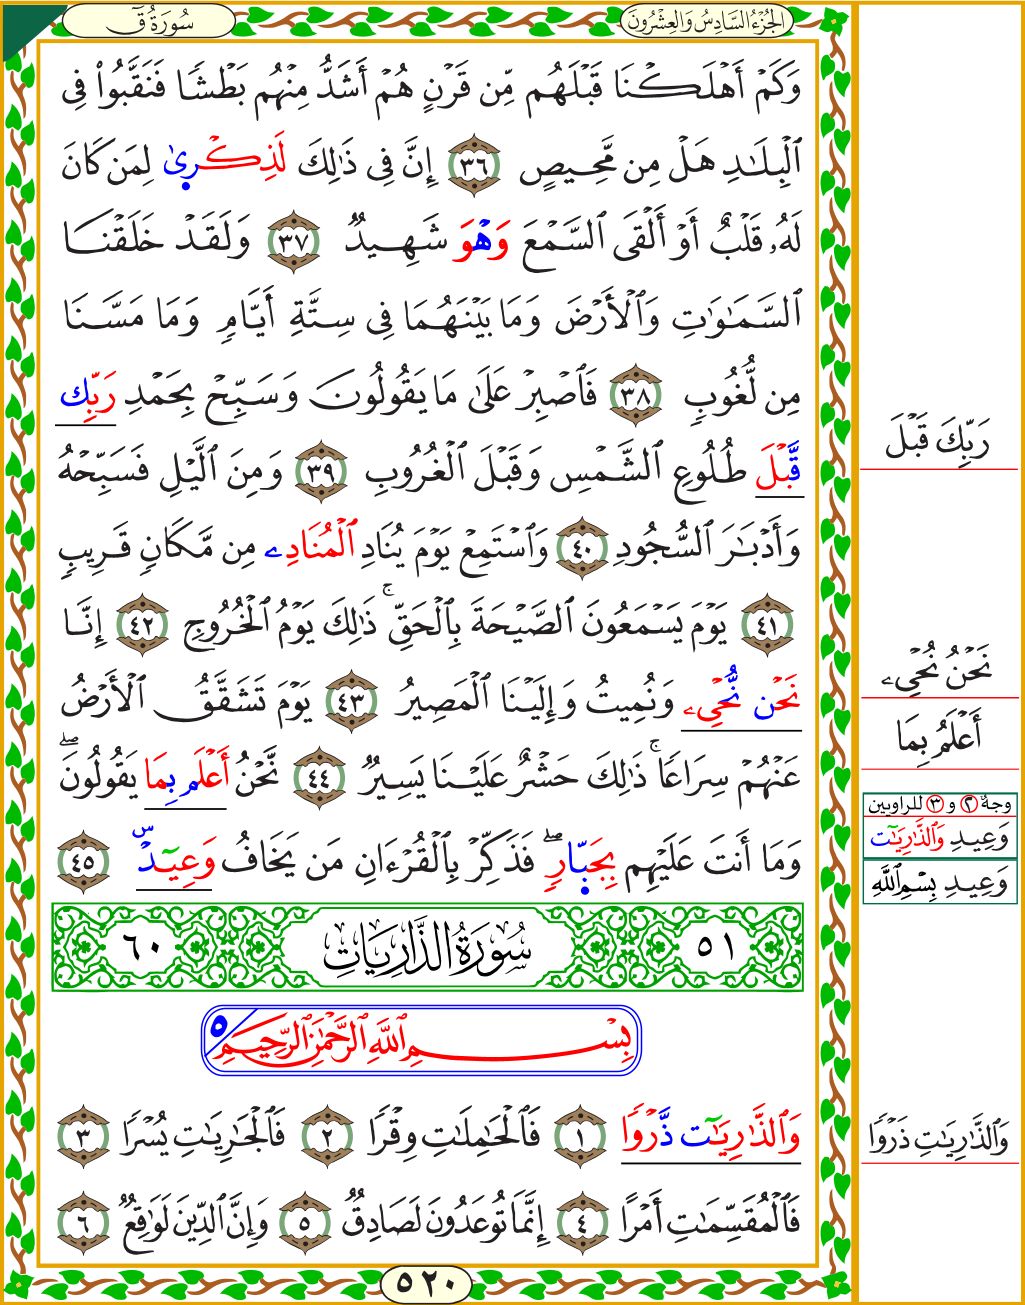 سُورَةُ قٓ
الجُزْءُ السَّادِسُ وَالعِشْرُونَ
وَكَمْ أَهْلَكْنَا قَبْلَهُم مِّن قَرْنٍ هُمْ أَشَدُّ مِنْهُم بَطْشًا فَنَقَّبُوا۟ فِى
ٱلْبِلَٰدِ هَلْ مِن مَّحِيصٍ ٣٦ إِنَّ فِى ذَٰلِكَ لَذِكْرىٰ لِمَن كَانَ
لَهُۥ قَلْبٌ أَوْ أَلْقَى ٱلسَّمْعَ وَهْوَ شَهِيدٌ ٣٧ وَلَقَدْ خَلَقْنَا
ٱلسَّمَٰوَٰتِ وَٱلْأَرْضَ وَمَا بَيْنَهُمَا فِى سِتَّةِ أَيَّامٍ وَمَا مَسَّنَا
مِن لُّغُوبٍ ٣٨ فَٱصْبِرْ عَلَىٰ مَا يَقُولُونَ وَسَبِّحْ بِحَمْدِ رَبِّك
قَّبْلَ طُلُوعِ ٱلشَّمْسِ وَقَبْلَ ٱلْغُرُوبِ ٣٩ وَمِنَ ٱلَّيْلِ فَسَبِّحْهُ
وَأَدْبَٰرَ ٱلسُّجُودِ ٤٠ وَٱسْتَمِعْ يَوْمَ يُنَادِ ٱلْمُنَادِۦ مِن مَّكَانٍ قَرِيبٍ
٤١ يَوْمَ يَسْمَعُونَ ٱلصَّيْحَةَ بِٱلْحَقِّ ۚ ذَٰلِكَ يَوْمُ ٱلْخُرُوجِ ٤٢ إِنَّا
نَحْن نُّحْىِۦ وَنُمِيتُ وَإِلَيْنَا ٱلْمَصِيرُ ٤٣ يَوْمَ تَشَقَّقُ ٱلْأَرْضُ
عَنْهُمْ سِرَاعًا ۚ ذَٰلِكَ حَشْرٌ عَلَيْنَا يَسِيرٌ ٤٤ نَّحْنُ أَعْلَم بِمَا يَقُولُونَ ۖ
وَمَا أَنتَ عَلَيْهِم بِجَبّارٍ ۖ فَذَكِّرْ بِٱلْقُرْءَانِ مَن يَخَافُ وَعِيدِ س ٤٥
٥١ سُورَةُ الذَّارِيَاتِ ٦٠
بِسْمِ ٱللَّهِ ٱلرَّحْمَٰنِ ٱلرَّحِيمِ ٥
وَٱلذَّٰرِيَٰت ذَّرْوًا ١ فَٱلْحَٰمِلَٰتِ وِقْرًا ٢ فَٱلْجَٰرِيَٰتِ يُسْرًا ٣
فَٱلْمُقَسِّمَٰتِ أَمْرًا ٤ إِنَّمَا تُوعَدُونَ لَصَادِقٌ ٥ وَإِنَّ ٱلدِّينَ لَوَٰقِعٌ ٦
٥٢٠
رَبِّكَ قَبْلَ
نَحْنُ نُحْىِۦ
أَعْلَمُ بِمَا
وجهٌ ٢ و ٣ للراويين
وَعِيدِ وَٱلذَّٰرِيَٰت
وَعِيدِ بِسْمِ ٱللَّهِ
وَٱلذَّٰرِيَٰتِ ذَرْوًا